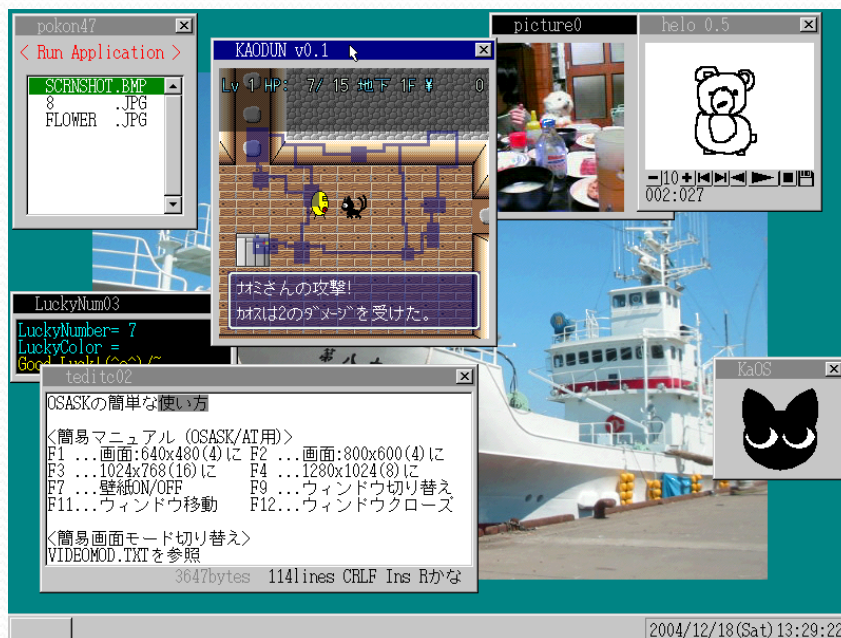 pokon47
< Run Application >
SCRNSHOT.BMP
8 .JPG
FLOWER .JPG
KAODUN v0.1
Lv 1 HP: 7/ 15 地下 1F ¥ 0
ﾅｵﾐさんの攻撃!
ｶｵｽは2のﾀﾞﾒｰｼﾞを受けた。
picture0
helo 0.5
10
002:027
LuckyNum03
LuckyNumber= 7
LuckyColor =
Good Luck!(^o^)/~
teditc02
OSASKの簡単な使い方
<簡易マニュアル (OSASK/AT用)>
F1 ...画面:640x480(4)に F2 ...画面:800x600(4)に
F3 ...1024x768(16)に F4 ...1280x1024(8)に
F7 ...壁紙ON/OFF F9 ...ウィンドウ切り替え
F11...ウィンドウ移動 F12...ウィンドウクローズ
<簡易画面モード切り替え>
VIDEOMOD.TXTを参照
3647bytes 114lines CRLF Ins Rかな
第八
KaOS
2004/12/18(Sat) 13:29:22